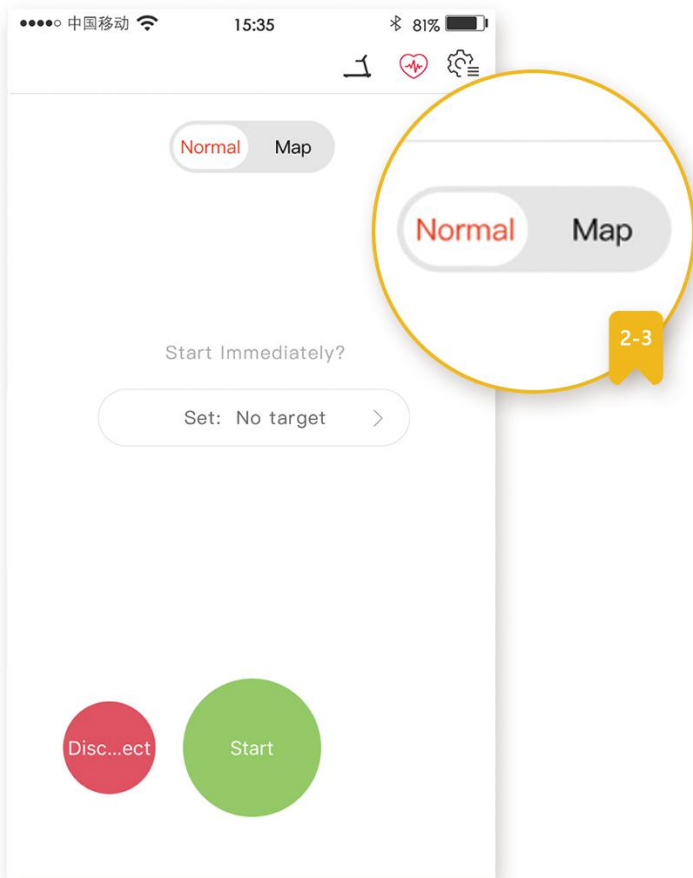 中国移动 15:35 81%
Normal Map
Normal Map
2-3
Start Immediately?
Set: No target
Disc...ect Start